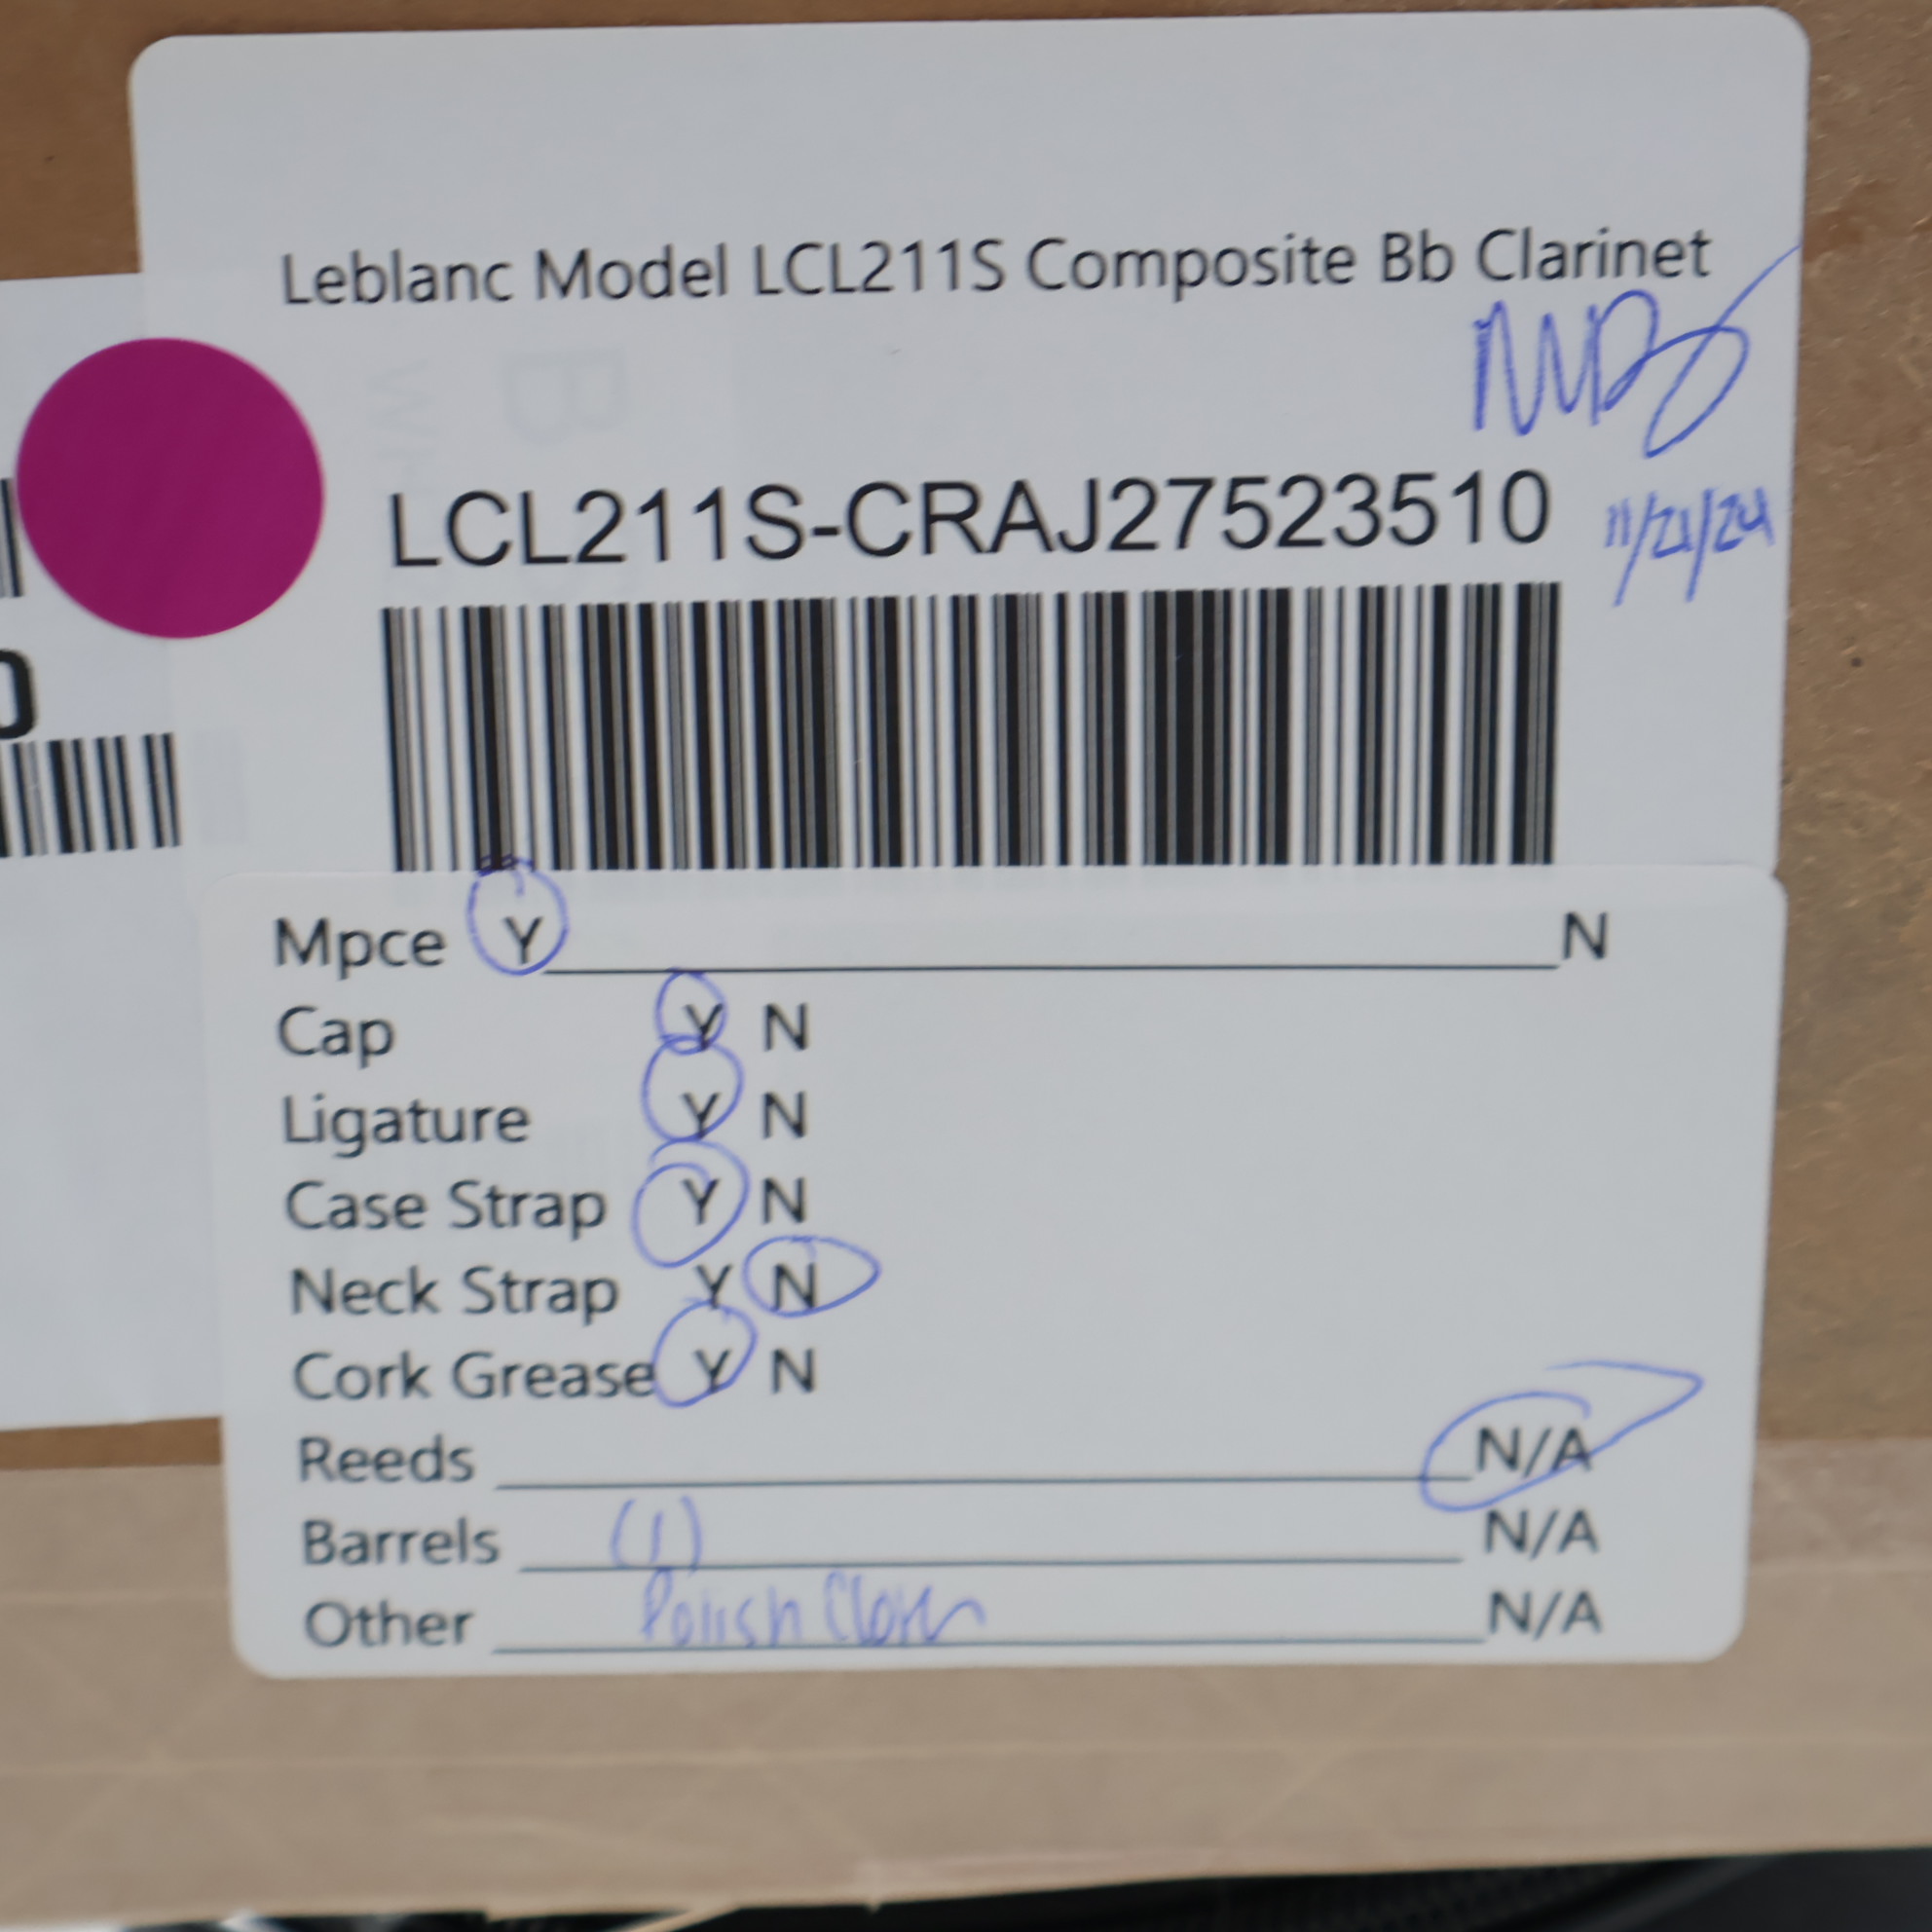 Leblanc Model LCL211S Composite Bb Clarinet
LCL211S-CRAJ27523510
11/21/24
Mpce Y N
Cap Y N
Ligature Y N
Case Strap Y N
Neck Strap Y N
Cork Grease Y N
Reeds N/A
Barrels (1) N/A
Other Polish Cloth N/A